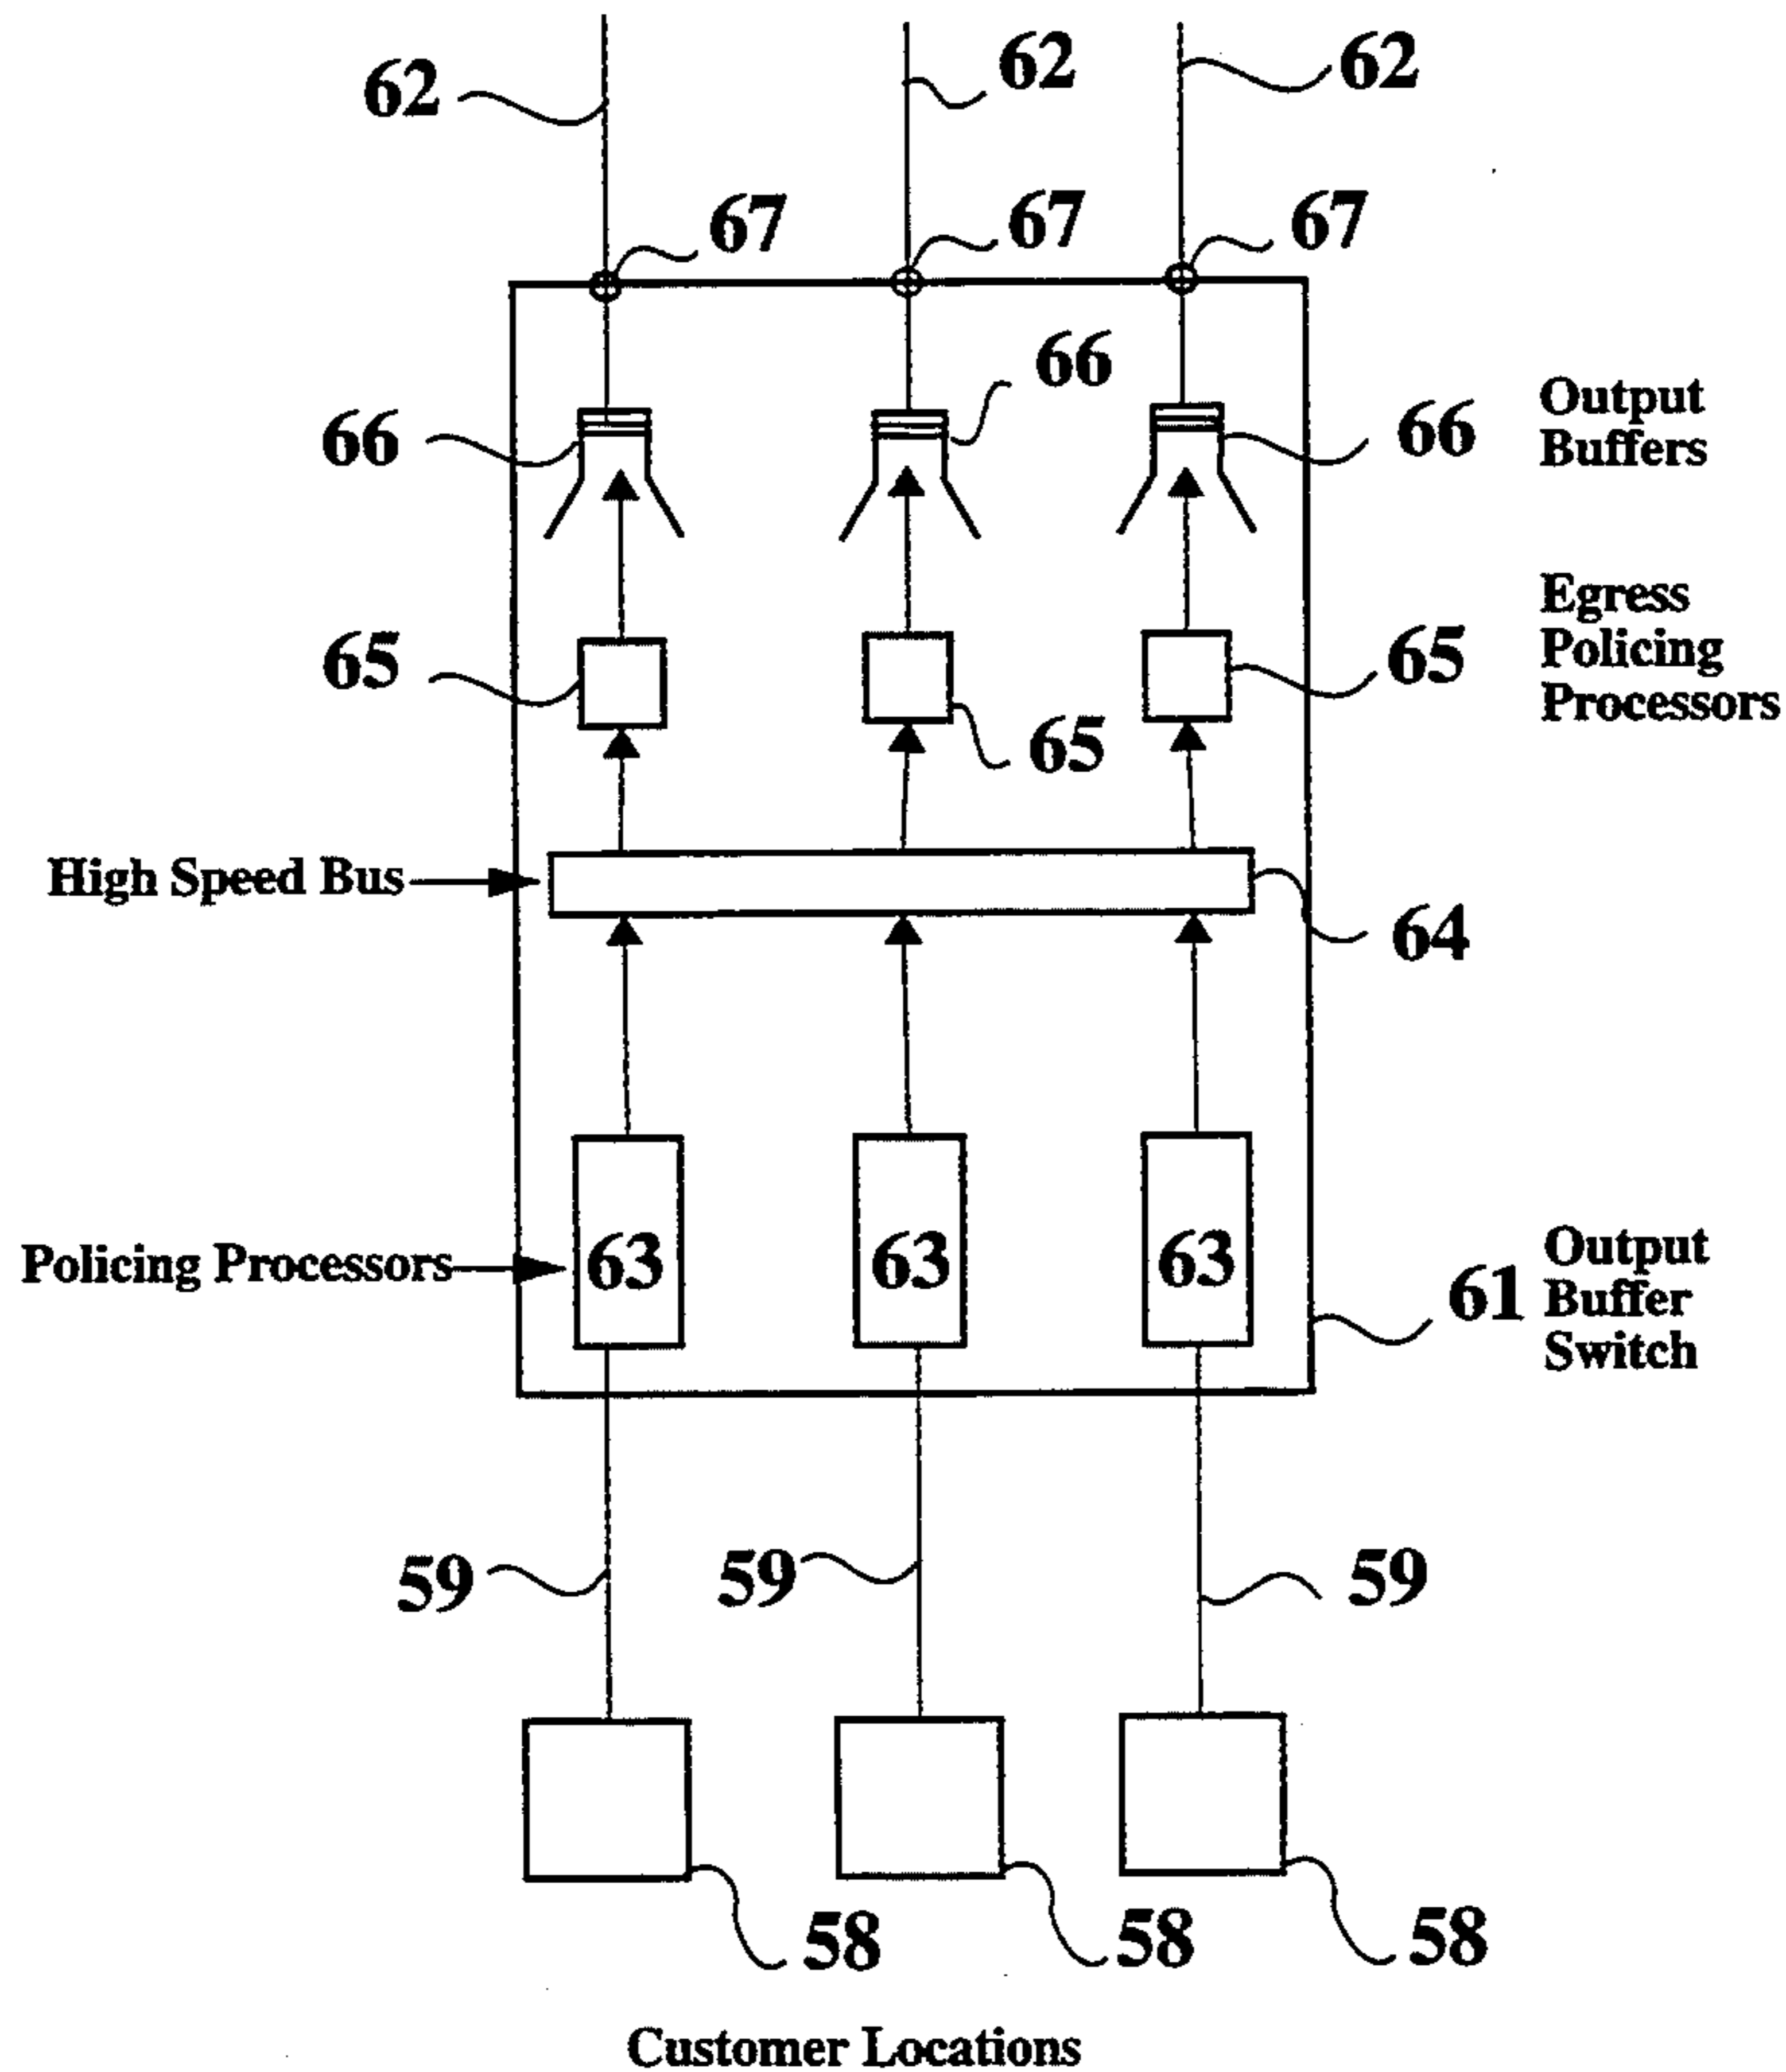 62
62
62
67
67
67
66
66
66
Output
Buffers
Egress
Policing
Processors
65
65
65
High Speed Bus
64
Policing Processors
63
63
63
61
Output
Buffer
Switch
59
59
59
58
58
58
Customer Locations